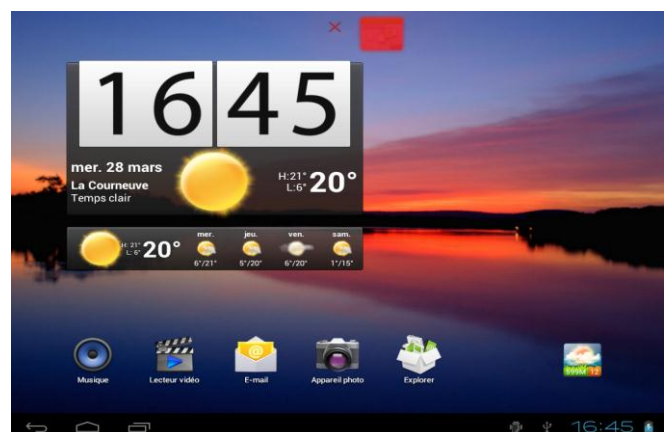 16 45
mer. 28 mars
La Courneuve
Temps clair
H:21°
L:6°
20°
mer. jeu. ven. sam.
H: 21°
L: 6°
20°
6°/21° 5°/20° 6°/20° 1°/15°
Musique Lecteur vidéo E-mail Appareil photo Explorer
16:45